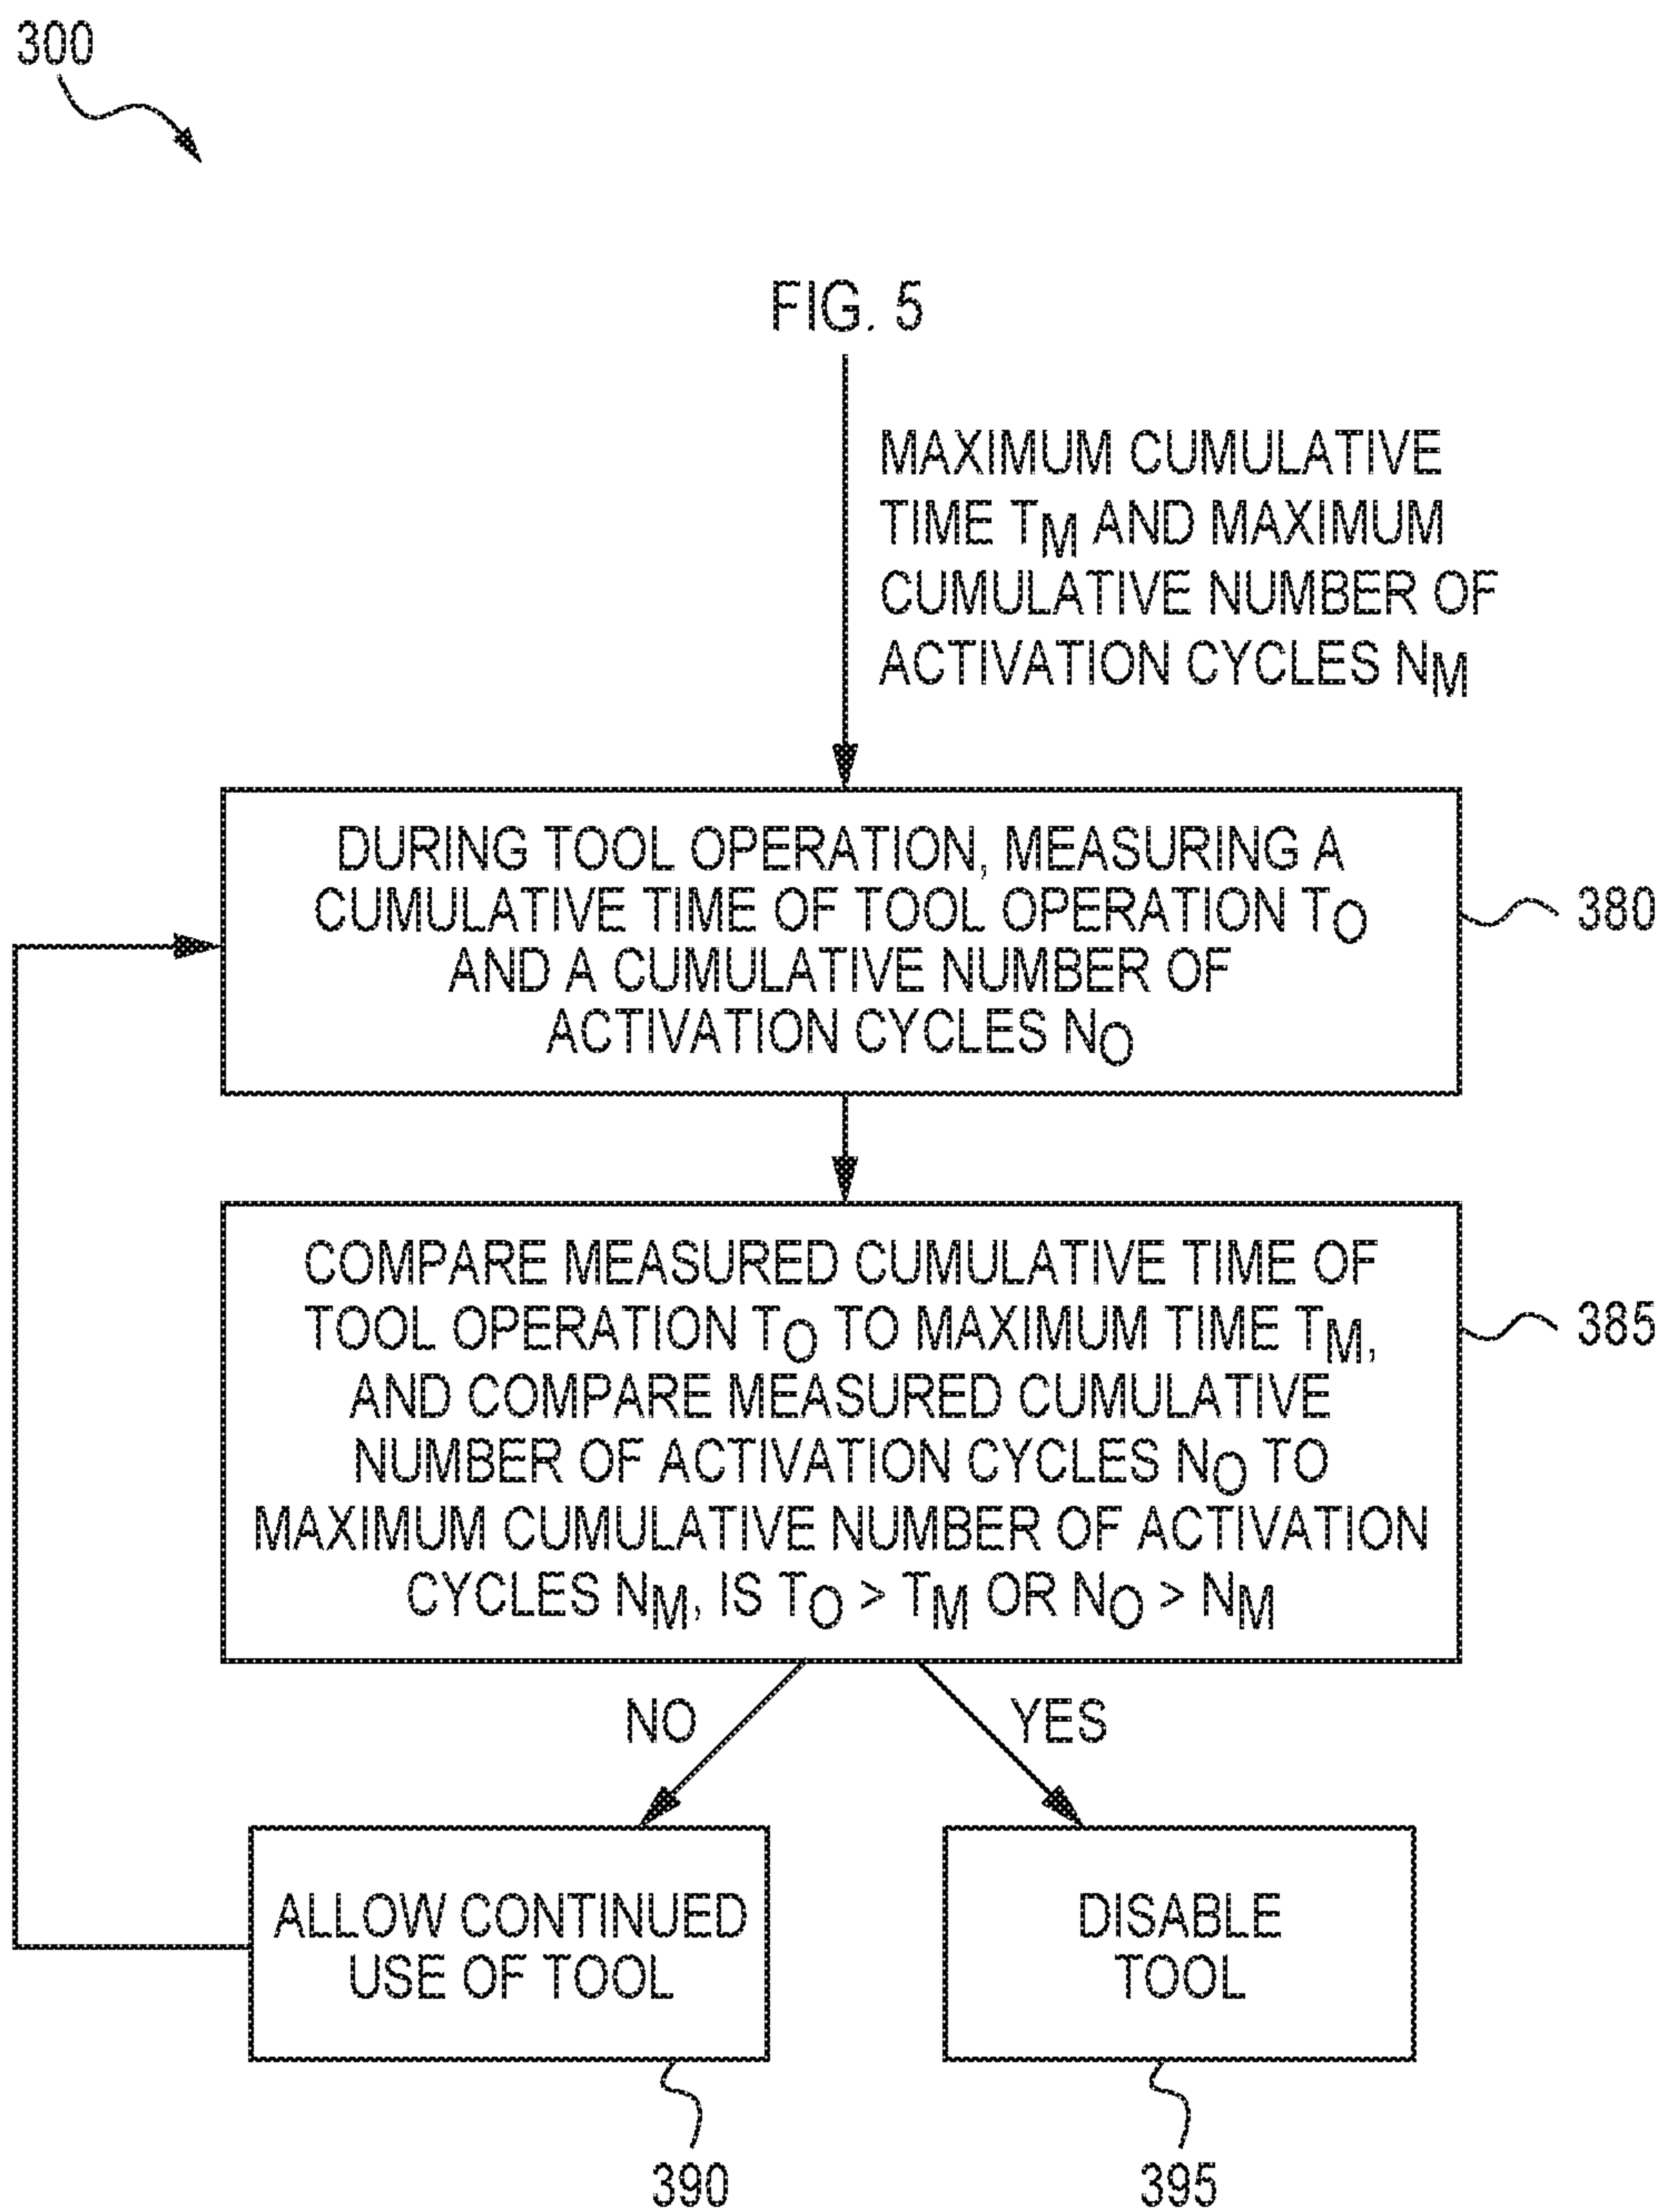 300
FIG. 5
MAXIMUM CUMULATIVE
TIME TM AND MAXIMUM
CUMULATIVE NUMBER OF
ACTIVATION CYCLES NM
DURING TOOL OPERATION, MEASURING A
CUMULATIVE TIME OF TOOL OPERATION TO
AND A CUMULATIVE NUMBER OF
ACTIVATION CYCLES NO
380
COMPARE MEASURED CUMULATIVE TIME OF
TOOL OPERATION TO TO MAXIMUM TIME TM,
AND COMPARE MEASURED CUMULATIVE
NUMBER OF ACTIVATION CYCLES NO TO
MAXIMUM CUMULATIVE NUMBER OF ACTIVATION
CYCLES NM, IS TO > TM OR NO > NM
385
NO
YES
ALLOW CONTINUED
USE OF TOOL
DISABLE
TOOL
390
395